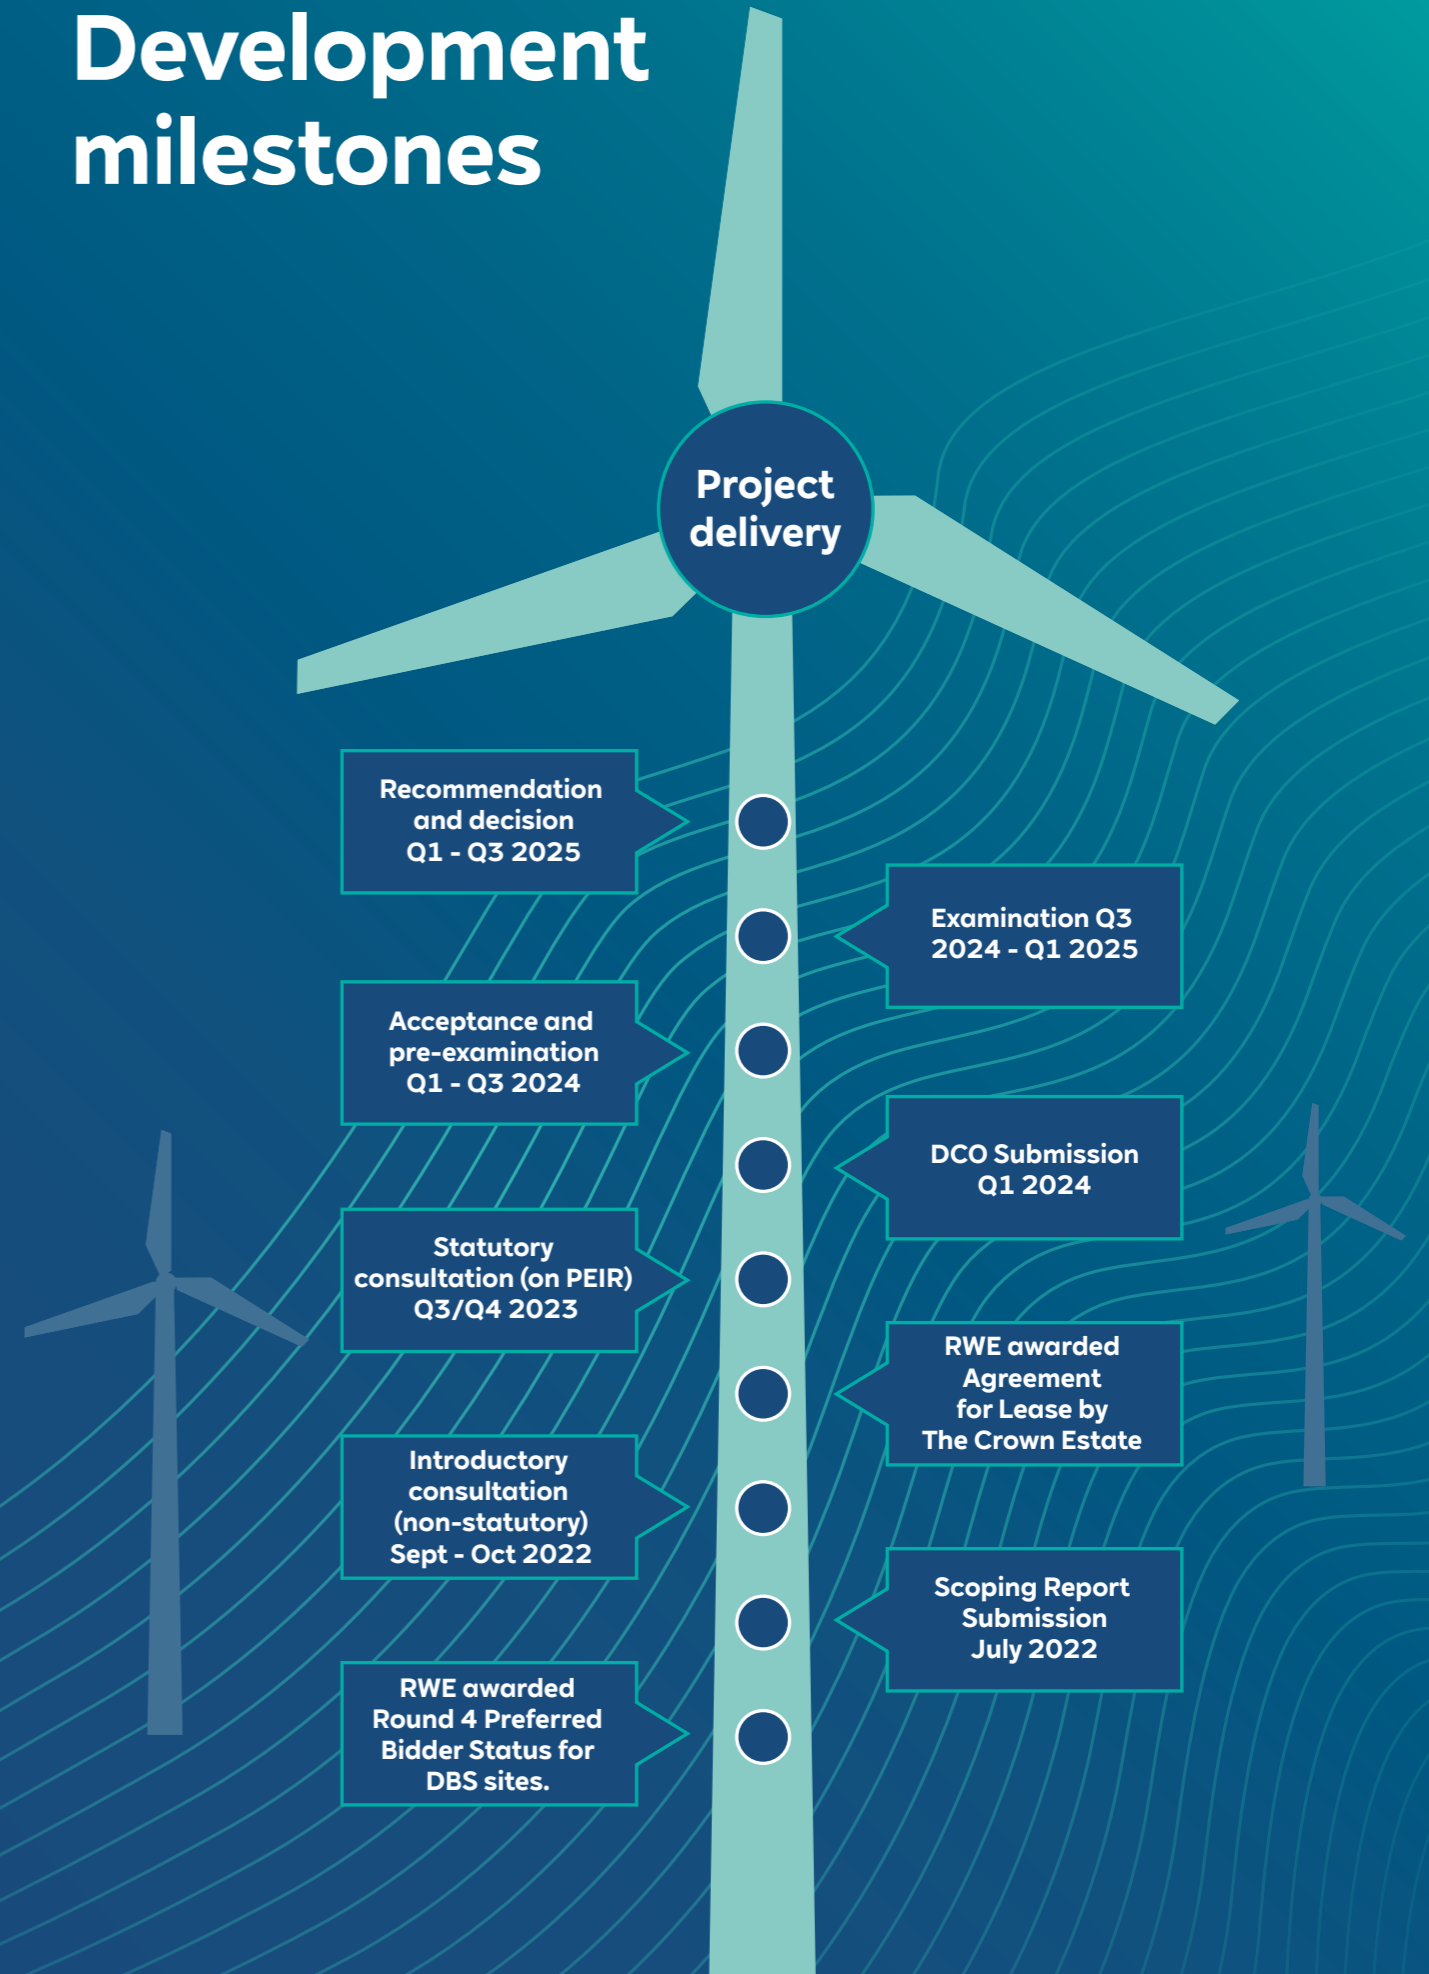 Development
milestones
Project
delivery
Recommendation
and decision
Q1 - Q3 2025
Examination Q3
2024 - Q1 2025
Acceptance and
pre-examination
Q1 - Q3 2024
DCO Submission
Q1 2024
Statutory
consultation (on PEIR)
Q3/Q4 2023
RWE awarded
Agreement
for Lease by
The Crown Estate
Introductory
consultation
(non-statutory)
Sept - Oct 2022
Scoping Report
Submission
July 2022
RWE awarded
Round 4 Preferred
Bidder Status for
DBS sites.